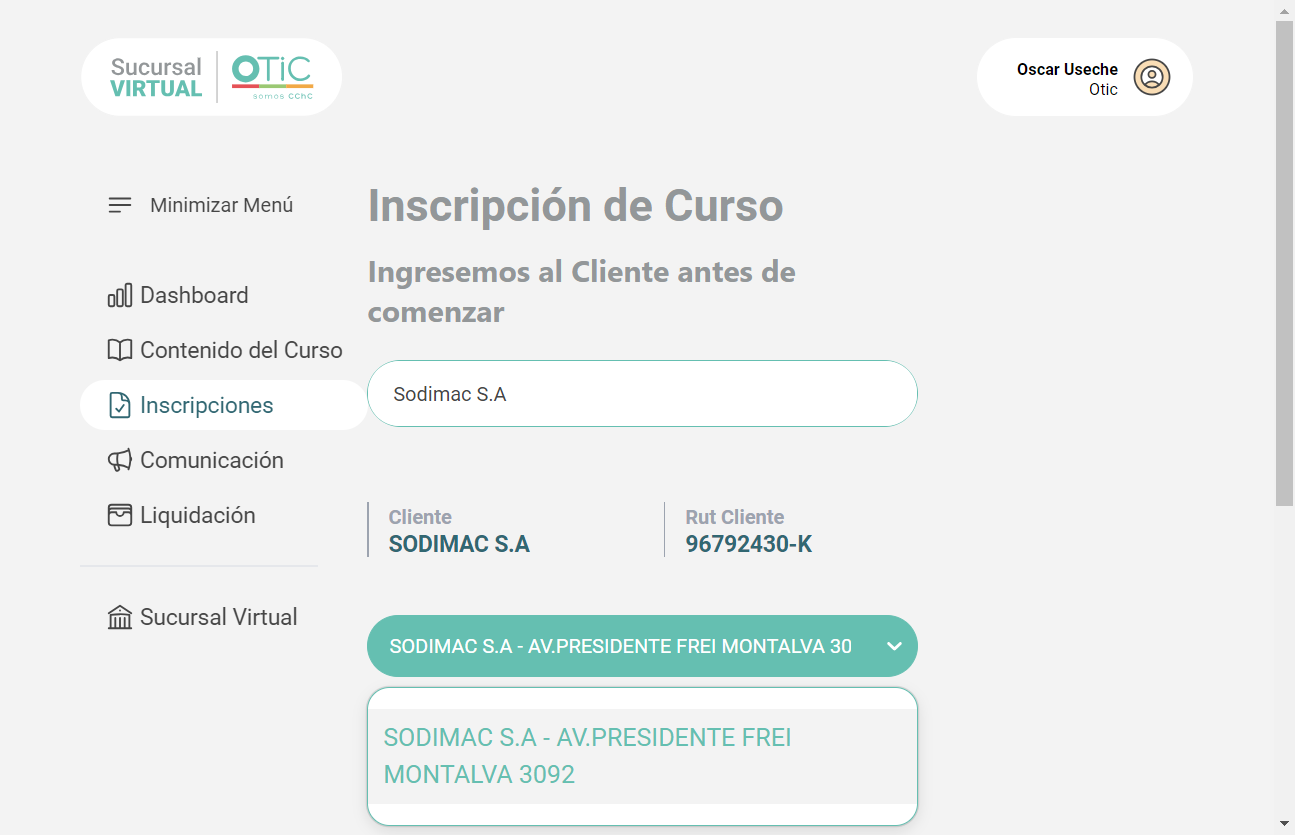 Sucursal
VIRTUAL
OTiC
somos CChC
Oscar Useche
Otic
Minimizar Menú
Dashboard
Contenido del Curso
Inscripciones
Comunicación
Liquidación
Sucursal Virtual
Inscripción de Curso
Ingresemos al Cliente antes de
comenzar
Sodimac S.A
Cliente
SODIMAC S.A
Rut Cliente
96792430-K
SODIMAC S.A - AV.PRESIDENTE FREI MONTALVA 30
SODIMAC S.A - AV.PRESIDENTE FREI
MONTALVA 3092